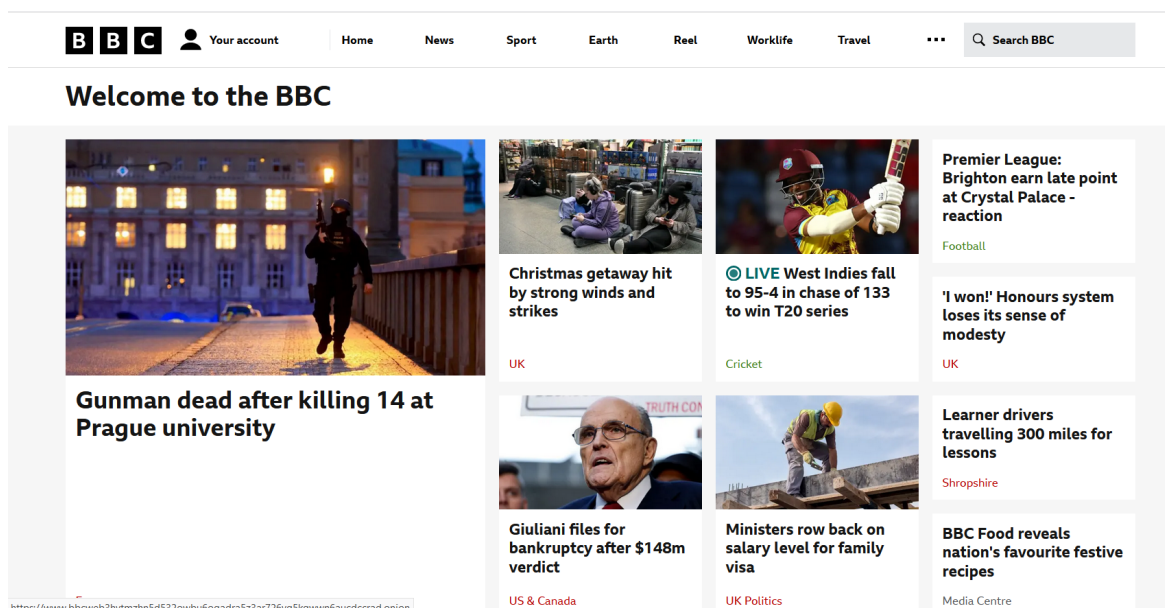 BBC
Your account
Home
News
Sport
Earth
Reel
Worklife
Travel
Search BBC
Welcome to the BBC
Gunman dead after killing 14 at
Prague university
Christmas getaway hit
by strong winds and
strikes
UK
LIVE West Indies fall
to 95-4 in chase of 133
to win T20 series
Cricket
Premier League:
Brighton earn late point
at Crystal Palace -
reaction
Football
'I won!' Honours system
loses its sense of
modesty
UK
TRUTH CON
Giuliani files for
bankruptcy after $148m
verdict
US & Canada
Ministers row back on
salary level for family
visa
UK Politics
Learner drivers
travelling 300 miles for
lessons
Shropshire
BBC Food reveals
nation's favourite festive
recipes
Media Centre